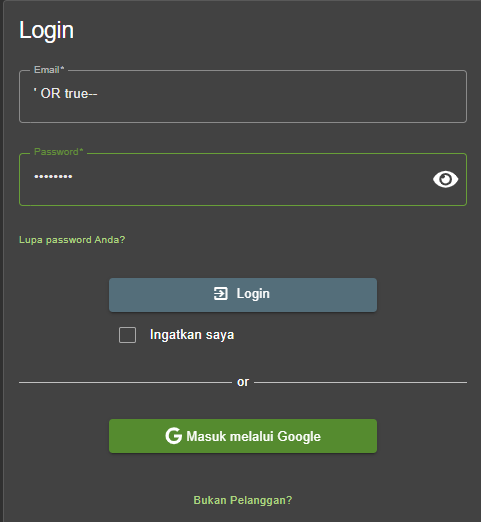 Login
Email*
' OR true--
Password*
••••••••
Lupa password Anda?
Login
Ingatkan saya
or
Masuk melalui Google
Bukan Pelanggan?